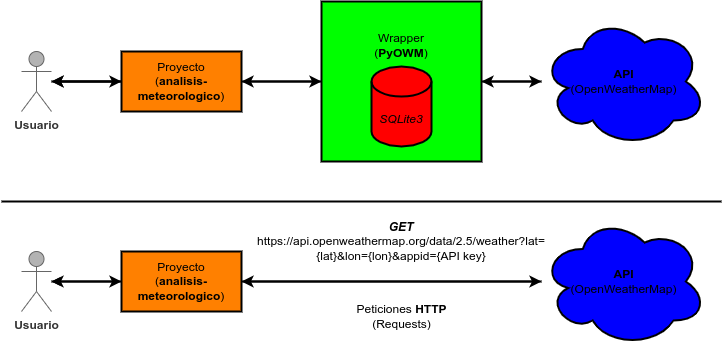 Wrapper
(PyOWM)
Proyecto
(analisis-
meteorologico)
API
(OpenWeatherMap)
SQLite3
Usuario
GET
https://api.openweathermap.org/data/2.5/weather?lat=
{lat}&lon={lon}&appid={API key}
Proyecto
(analisis-
meteorologico)
API
(OpenWeatherMap)
Peticiones HTTP
(Requests)
Usuario